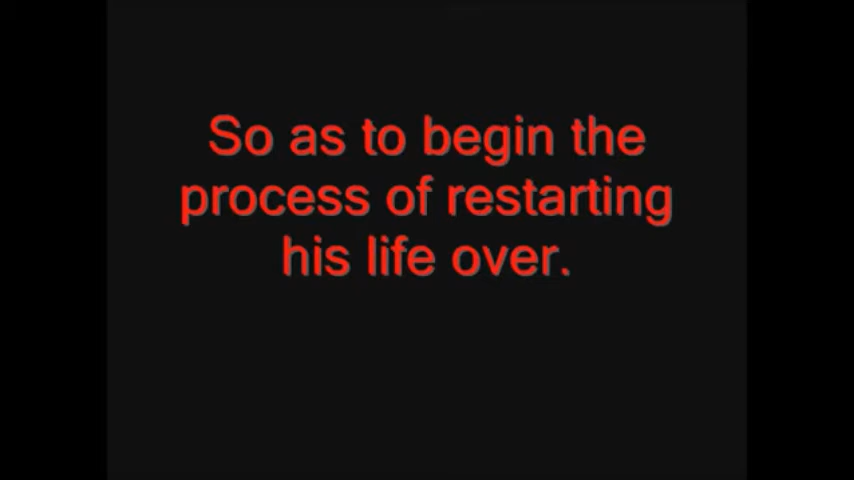 So as to begin the
process of restarting
his life over.